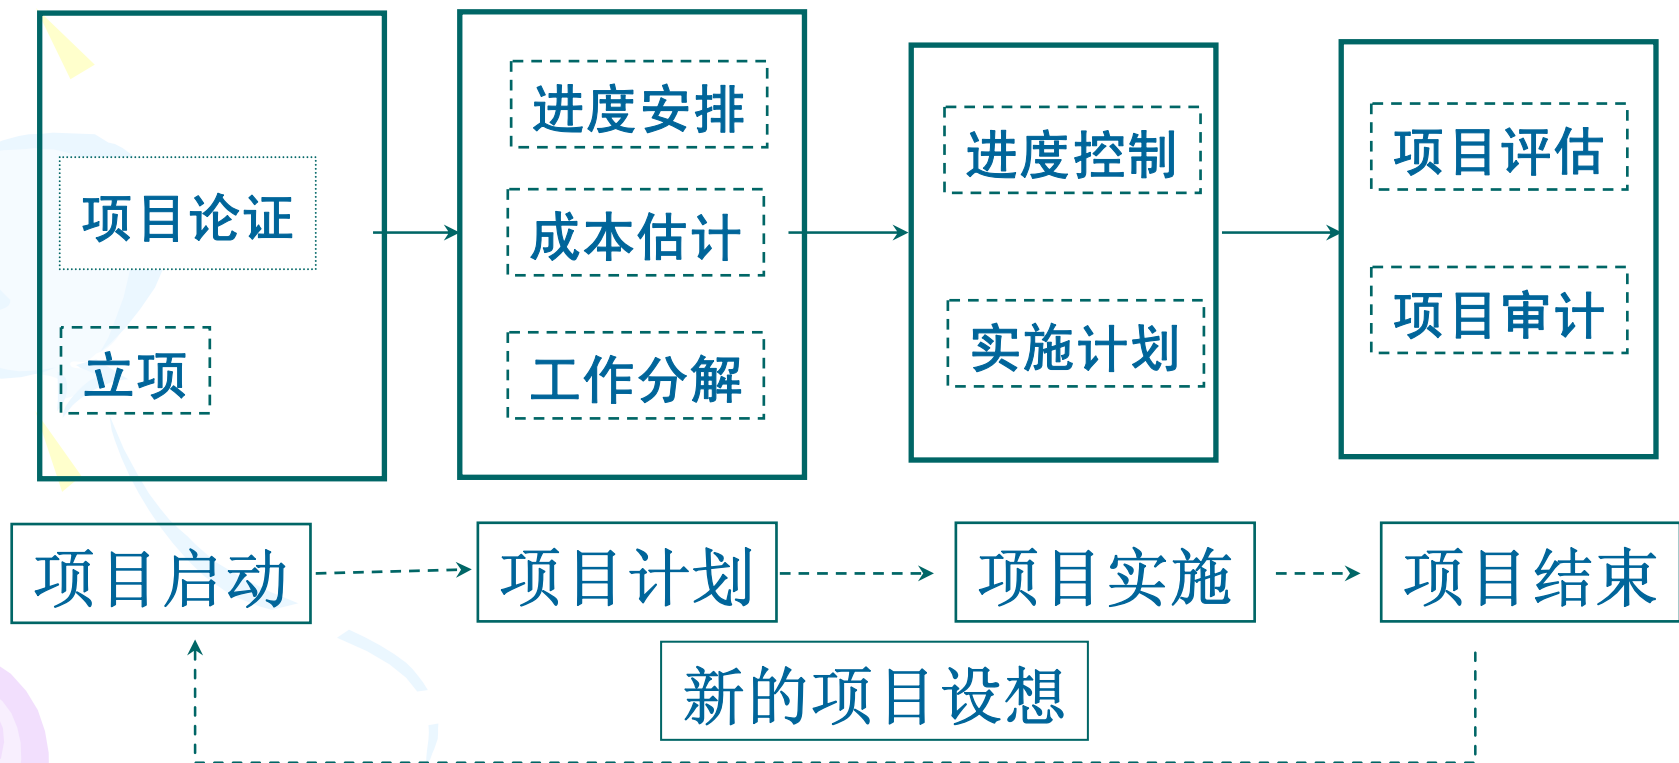 项目论证
立项
进度安排
成本估计
工作分解
进度控制
实施计划
项目评估
项目审计
项目启动
项目计划
项目实施
项目结束
新的项目设想